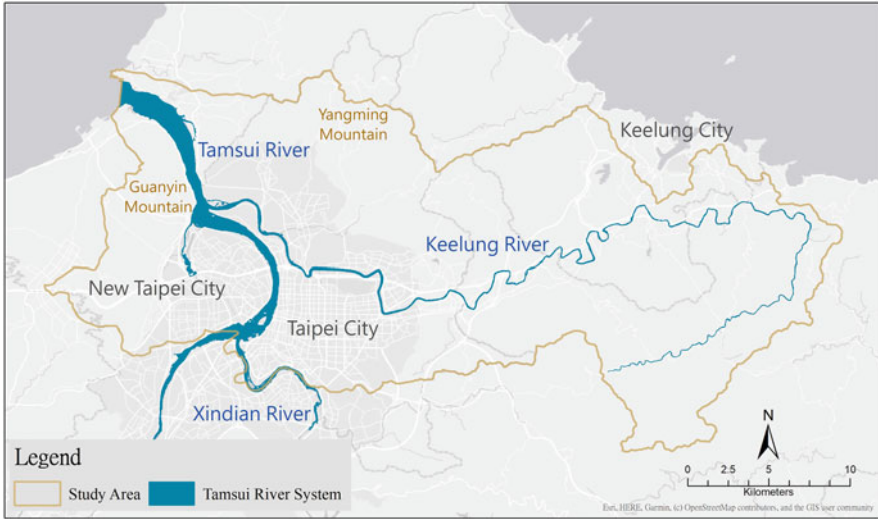 Yangming
Mountain
Keelung City
Tamsui River
Guanyin
Mountain
Keelung River
New Taipei City
Taipei City
Xindian River
N
Legend
Study Area
Tamsui River System
0 2.5 5 10
Kilometers
Esri, HERE, Garmin, (c) OpenStreetMap contributors, and the GIS user community